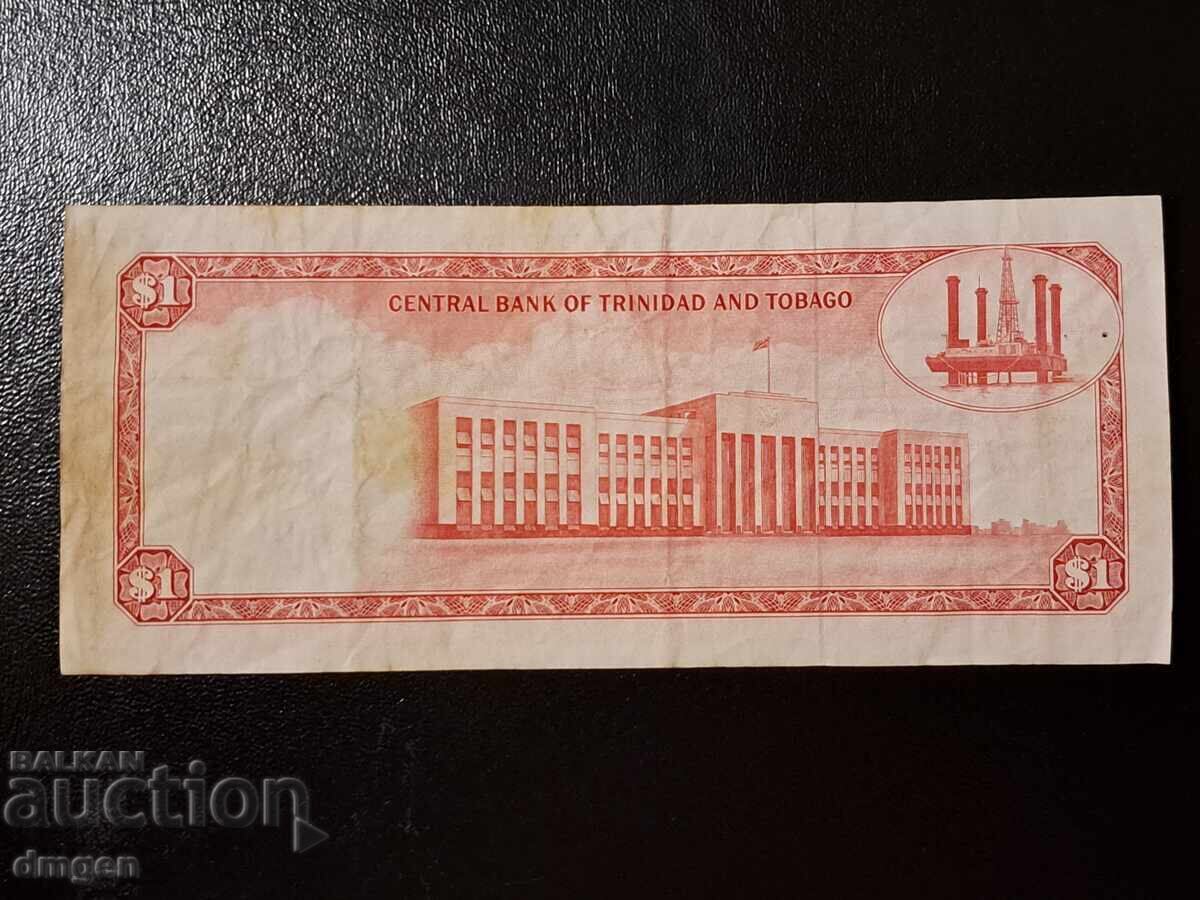 $1
CENTRAL BANK OF TRINIDAD AND TOBAGO
$1
$1
BALKAN
auction
dmgen